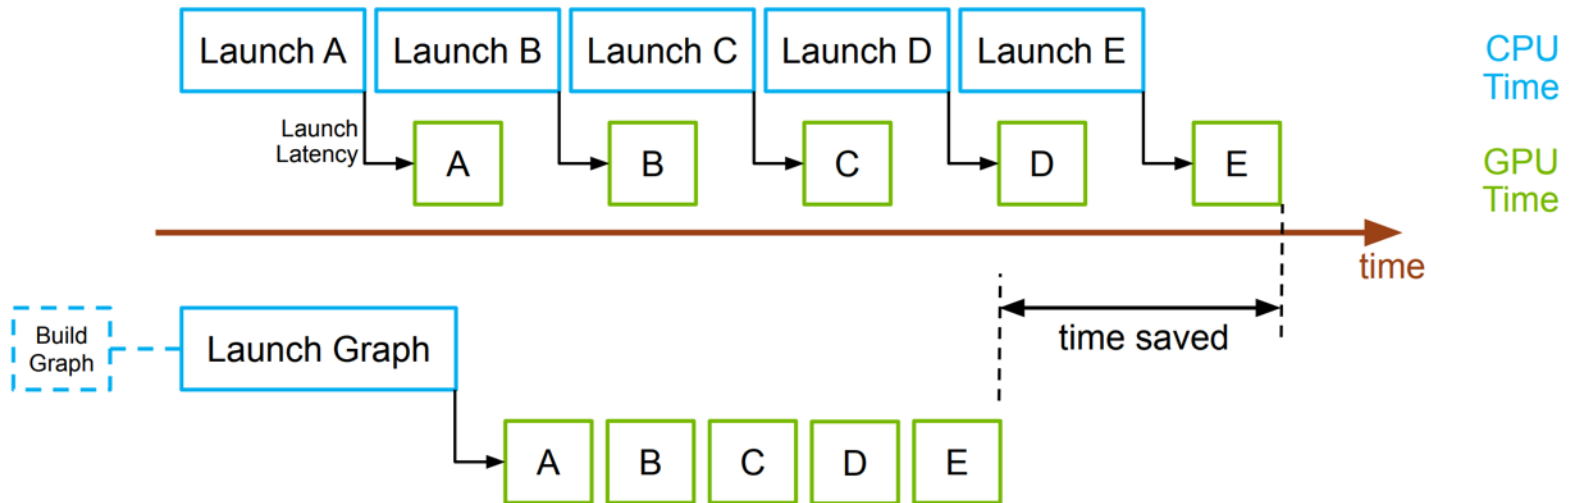 Launch A
Launch B
Launch C
Launch D
Launch E
CPU
Time
Launch
Latency
A
B
C
D
E
GPU
Time
time
Build
Graph
Launch Graph
time saved
A
B
C
D
E